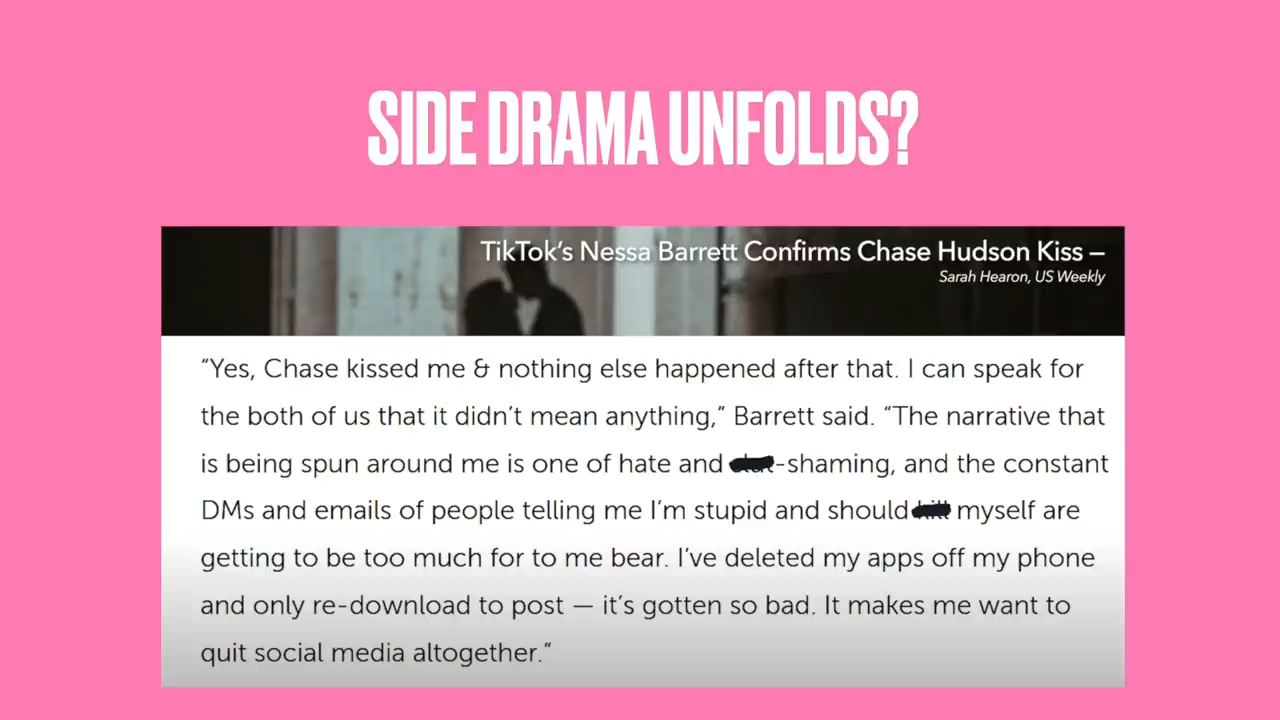 SIDE DRAMA UNFOLDS?
TikTok's Nessa Barrett Confirms Chase Hudson Kiss –
Sarah Hearon, US Weekly
“Yes, Chase kissed me & nothing else happened after that. I can speak for
the both of us that it didn’t mean anything,” Barrett said. “The narrative that
is being spun around me is one of hate and -shaming, and the constant
DMs and emails of people telling me I’m stupid and should myself are
getting to be too much for to me bear. I’ve deleted my apps off my phone
and only re-download to post — it’s gotten so bad. It makes me want to
quit social media altogether.”